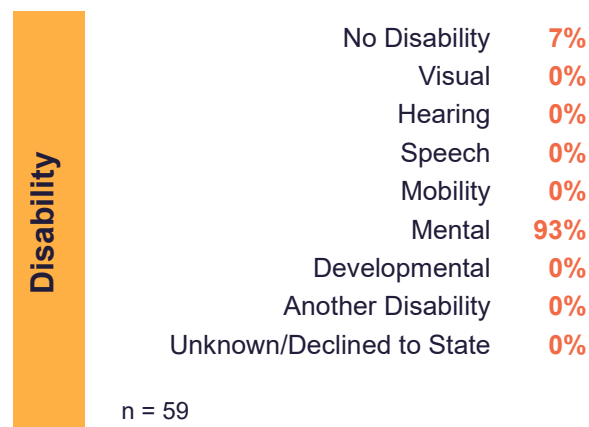 Disability
No Disability 7%
Visual 0%
Hearing 0%
Speech 0%
Mobility 0%
Mental 93%
Developmental 0%
Another Disability 0%
Unknown/Declined to State 0%
n = 59